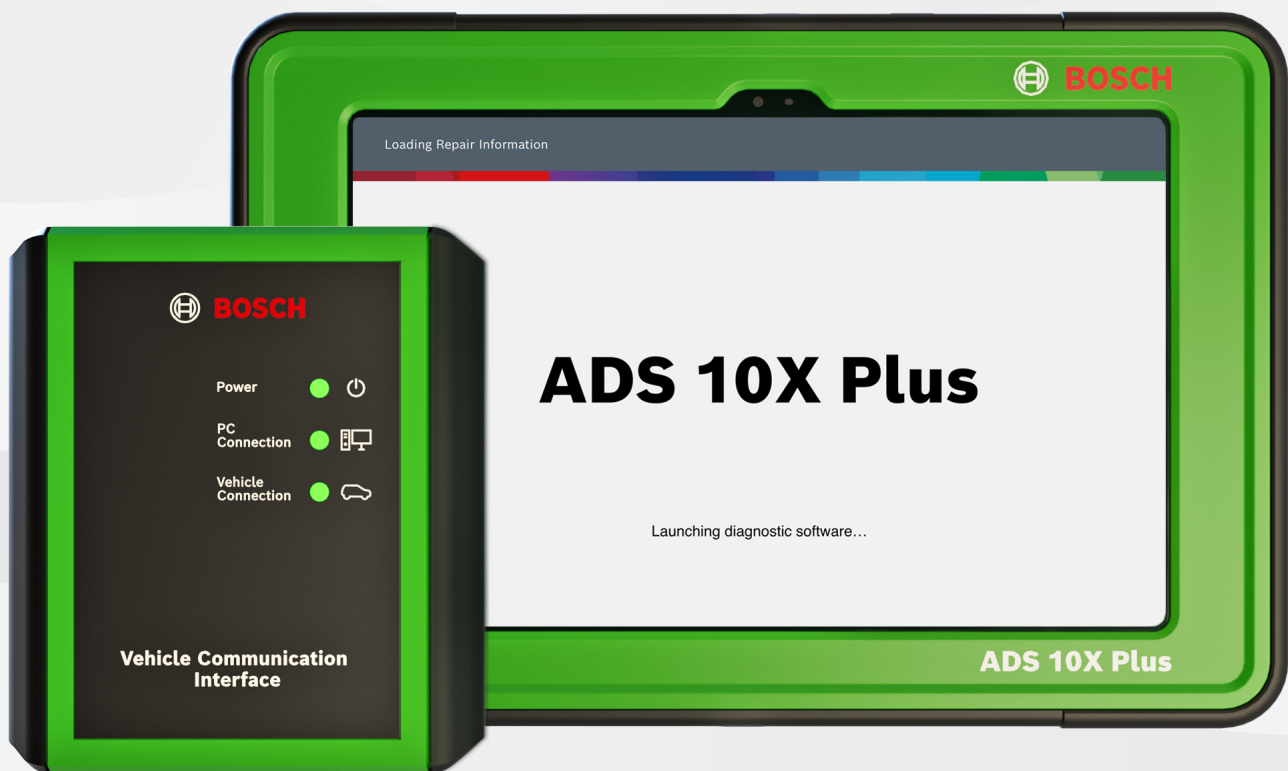 BOSCH
Loading Repair Information
ADS 10X Plus
Launching diagnostic software…
ADS 10X Plus
BOSCH
Power
PC
Connection
Vehicle
Connection
Vehicle Communication
Interface